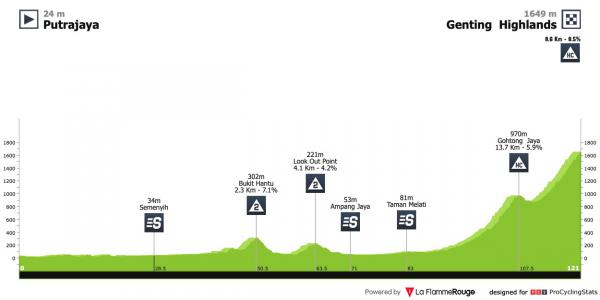 24 m
Putrajaya
1649 m
Genting Highlands
8.6 Km - 8.5%
HC
970m
Gohtong Jaya
13.7 Km - 5.9%
HC
221m
Look Out Point
4.1 Km - 4.2%
2
302m
Bukit Hantu
2.3 Km - 7.1%
2
34m
Semenyih
S
53m
Ampang Jaya
S
81m
Taman Melati
S
1800
1600
1400
1200
1000
800
600
400
200
0
1800
1600
1400
1200
1000
800
600
400
200
0
0
28.5
50.5
63.5
71
83
107.5
121
Powered by La FlammeRouge
designed for PCS ProCyclingStats